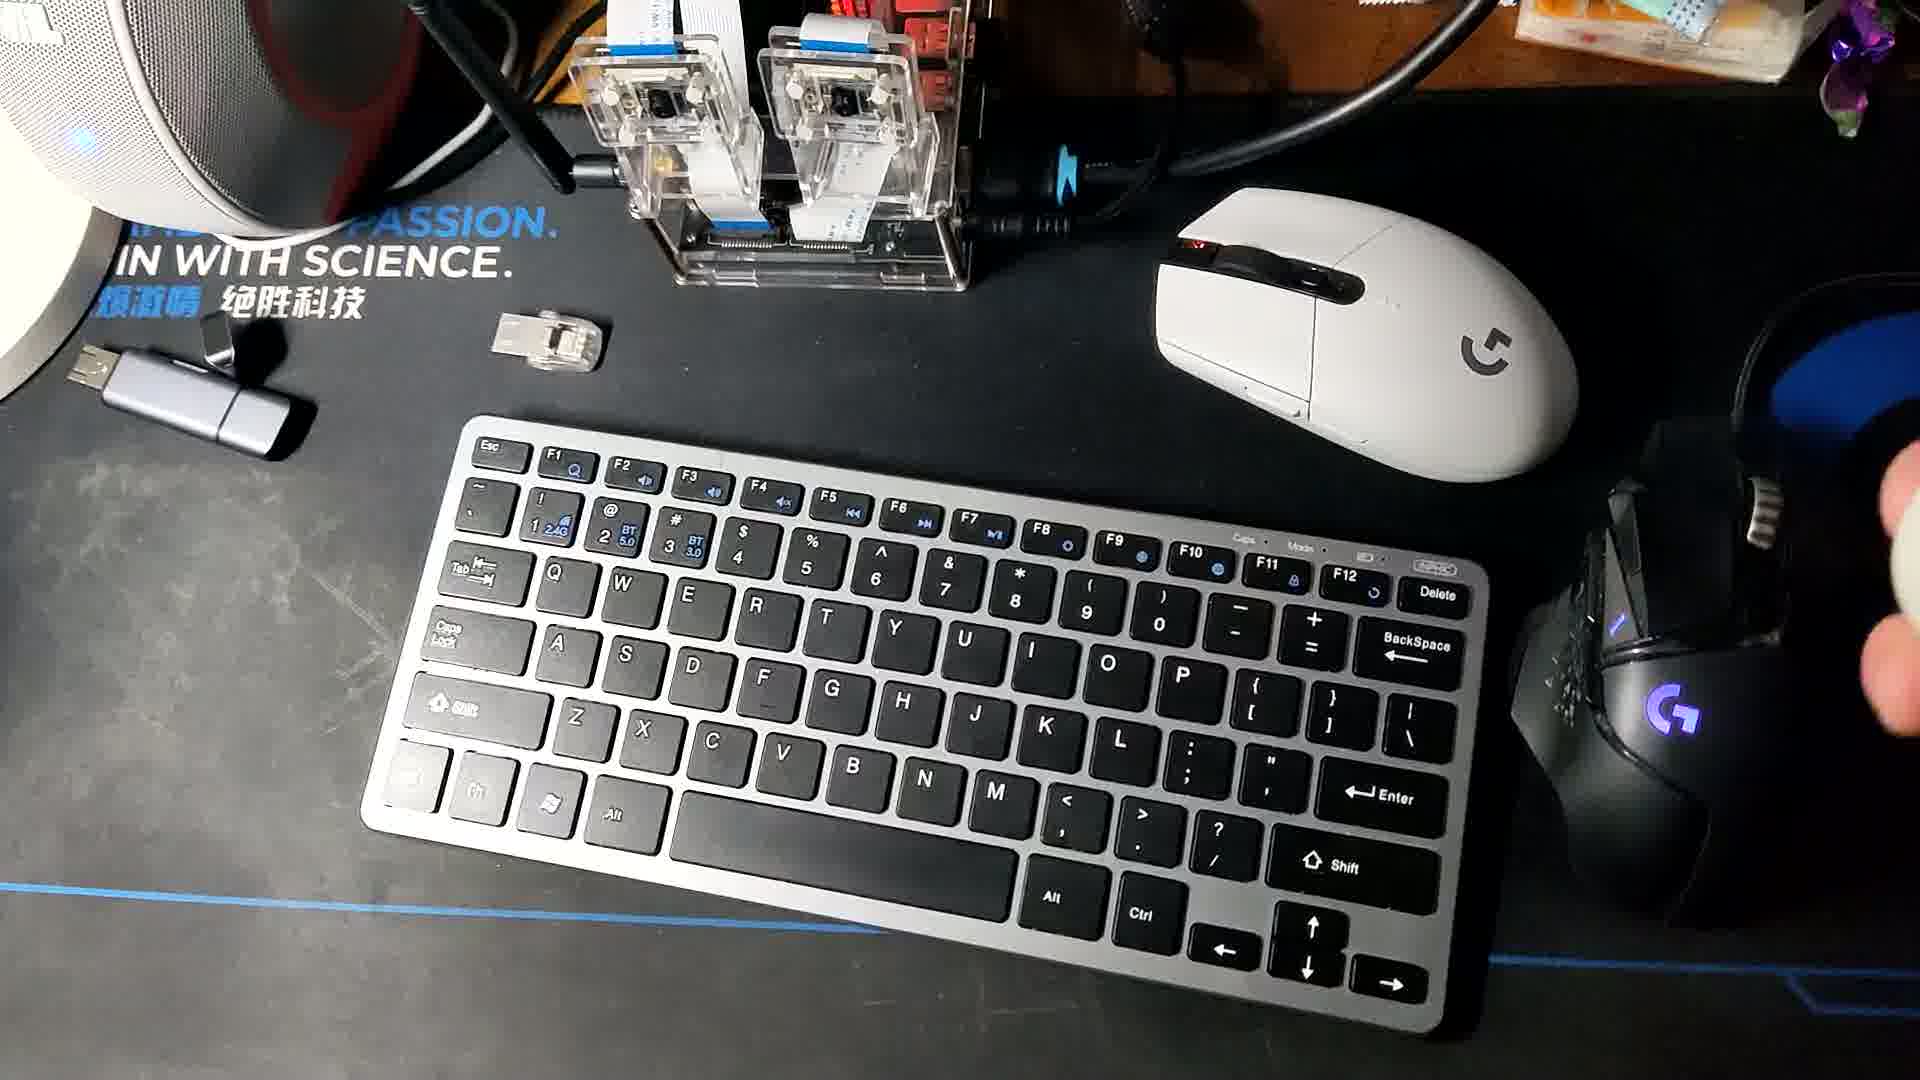 PASSION.
IN WITH SCIENCE.
绝胜科技
Esc F1 F2 F3 F4 F5 F6 F7 F8 F9 F10 F11 F12 Delete
Caps Mode
~ ! @ # $ % ^ & * ( ) — + BackSpace
` 1 2.4G 2 BT 5.0 3 BT 3.0 4 5 6 7 8 9 0 - =
Tab Q W E R T Y U I O P { [ } ] | \
Caps Lock A S D F G H J K L : ; " ' Enter
Shift Z X C V B N M < , > . ? / Shift
Alt Alt Ctrl